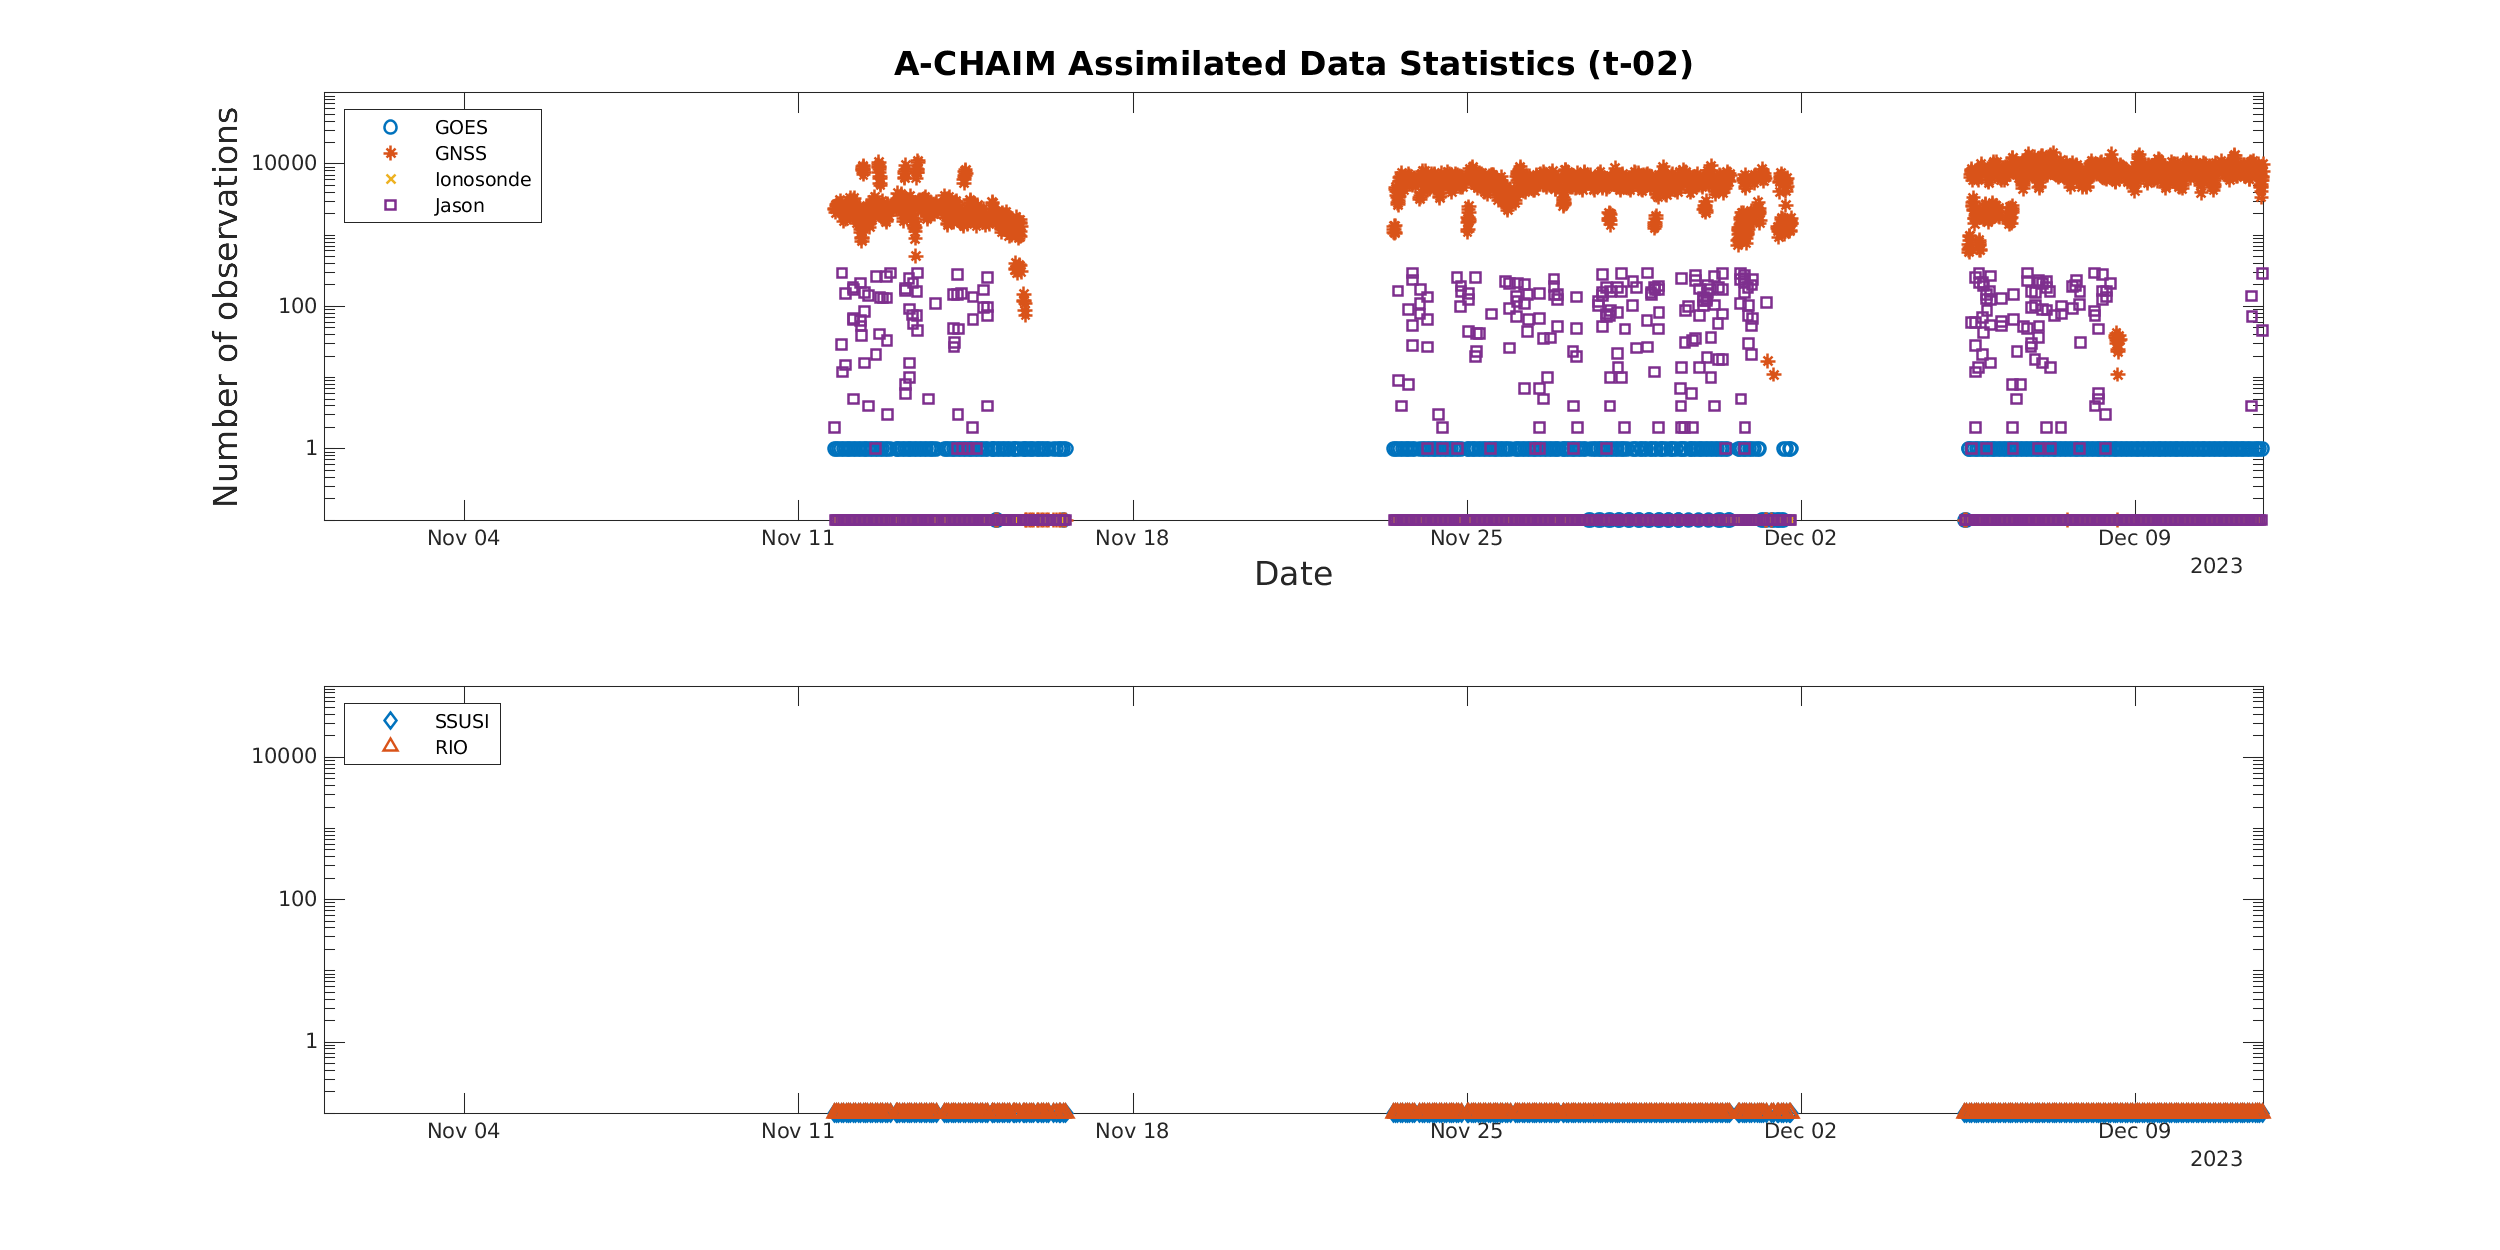 A-CHAIM Assimilated Data Statistics (t-02)
Number of observations
10000
100
1
GOES
GNSS
Ionosonde
Jason
Nov 04 Nov 11 Nov 18 Nov 25 Dec 02 Dec 09
2023
Date
10000
100
1
SSUSI
RIO
Nov 04 Nov 11 Nov 18 Nov 25 Dec 02 Dec 09
2023